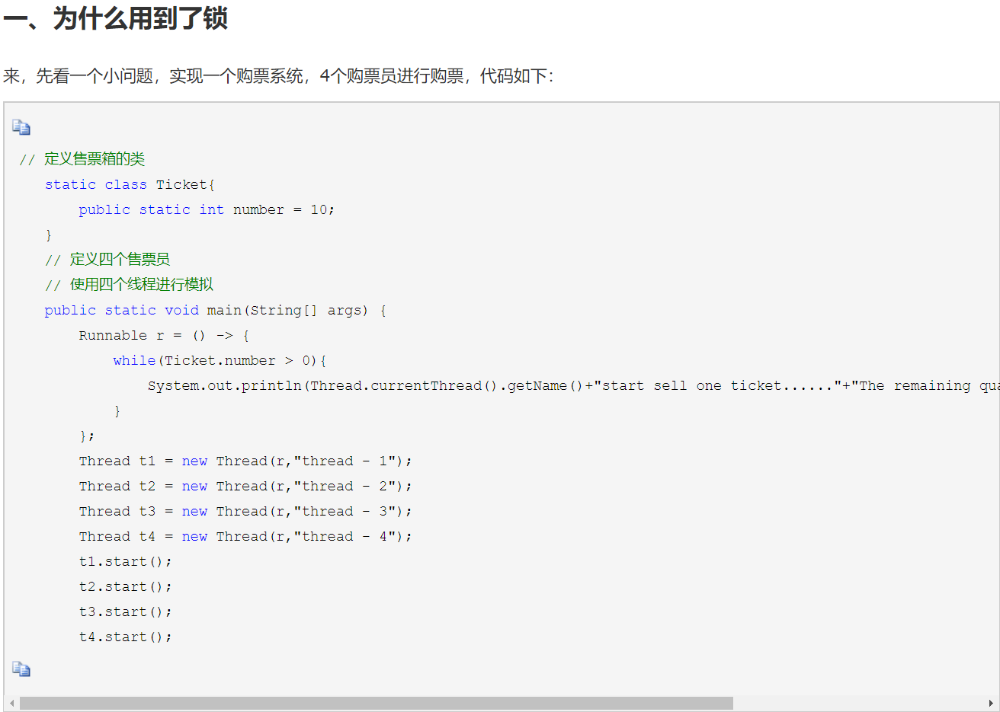 一、为什么用到了锁
来，先看一个小问题，实现一个购票系统，4个购票员进行购票，代码如下：
// 定义售票箱的类
static class Ticket{
public static int number = 10;
}
// 定义四个售票员
// 使用四个线程进行模拟
public static void main(String[] args) {
Runnable r = () -> {
while(Ticket.number > 0){
System.out.println(Thread.currentThread().getName()+"start sell one ticket......"+"The remaining
}
};
Thread t1 = new Thread(r,"thread - 1");
Thread t2 = new Thread(r,"thread - 2");
Thread t3 = new Thread(r,"thread - 3");
Thread t4 = new Thread(r,"thread - 4");
t1.start();
t2.start();
t3.start();
t4.start();